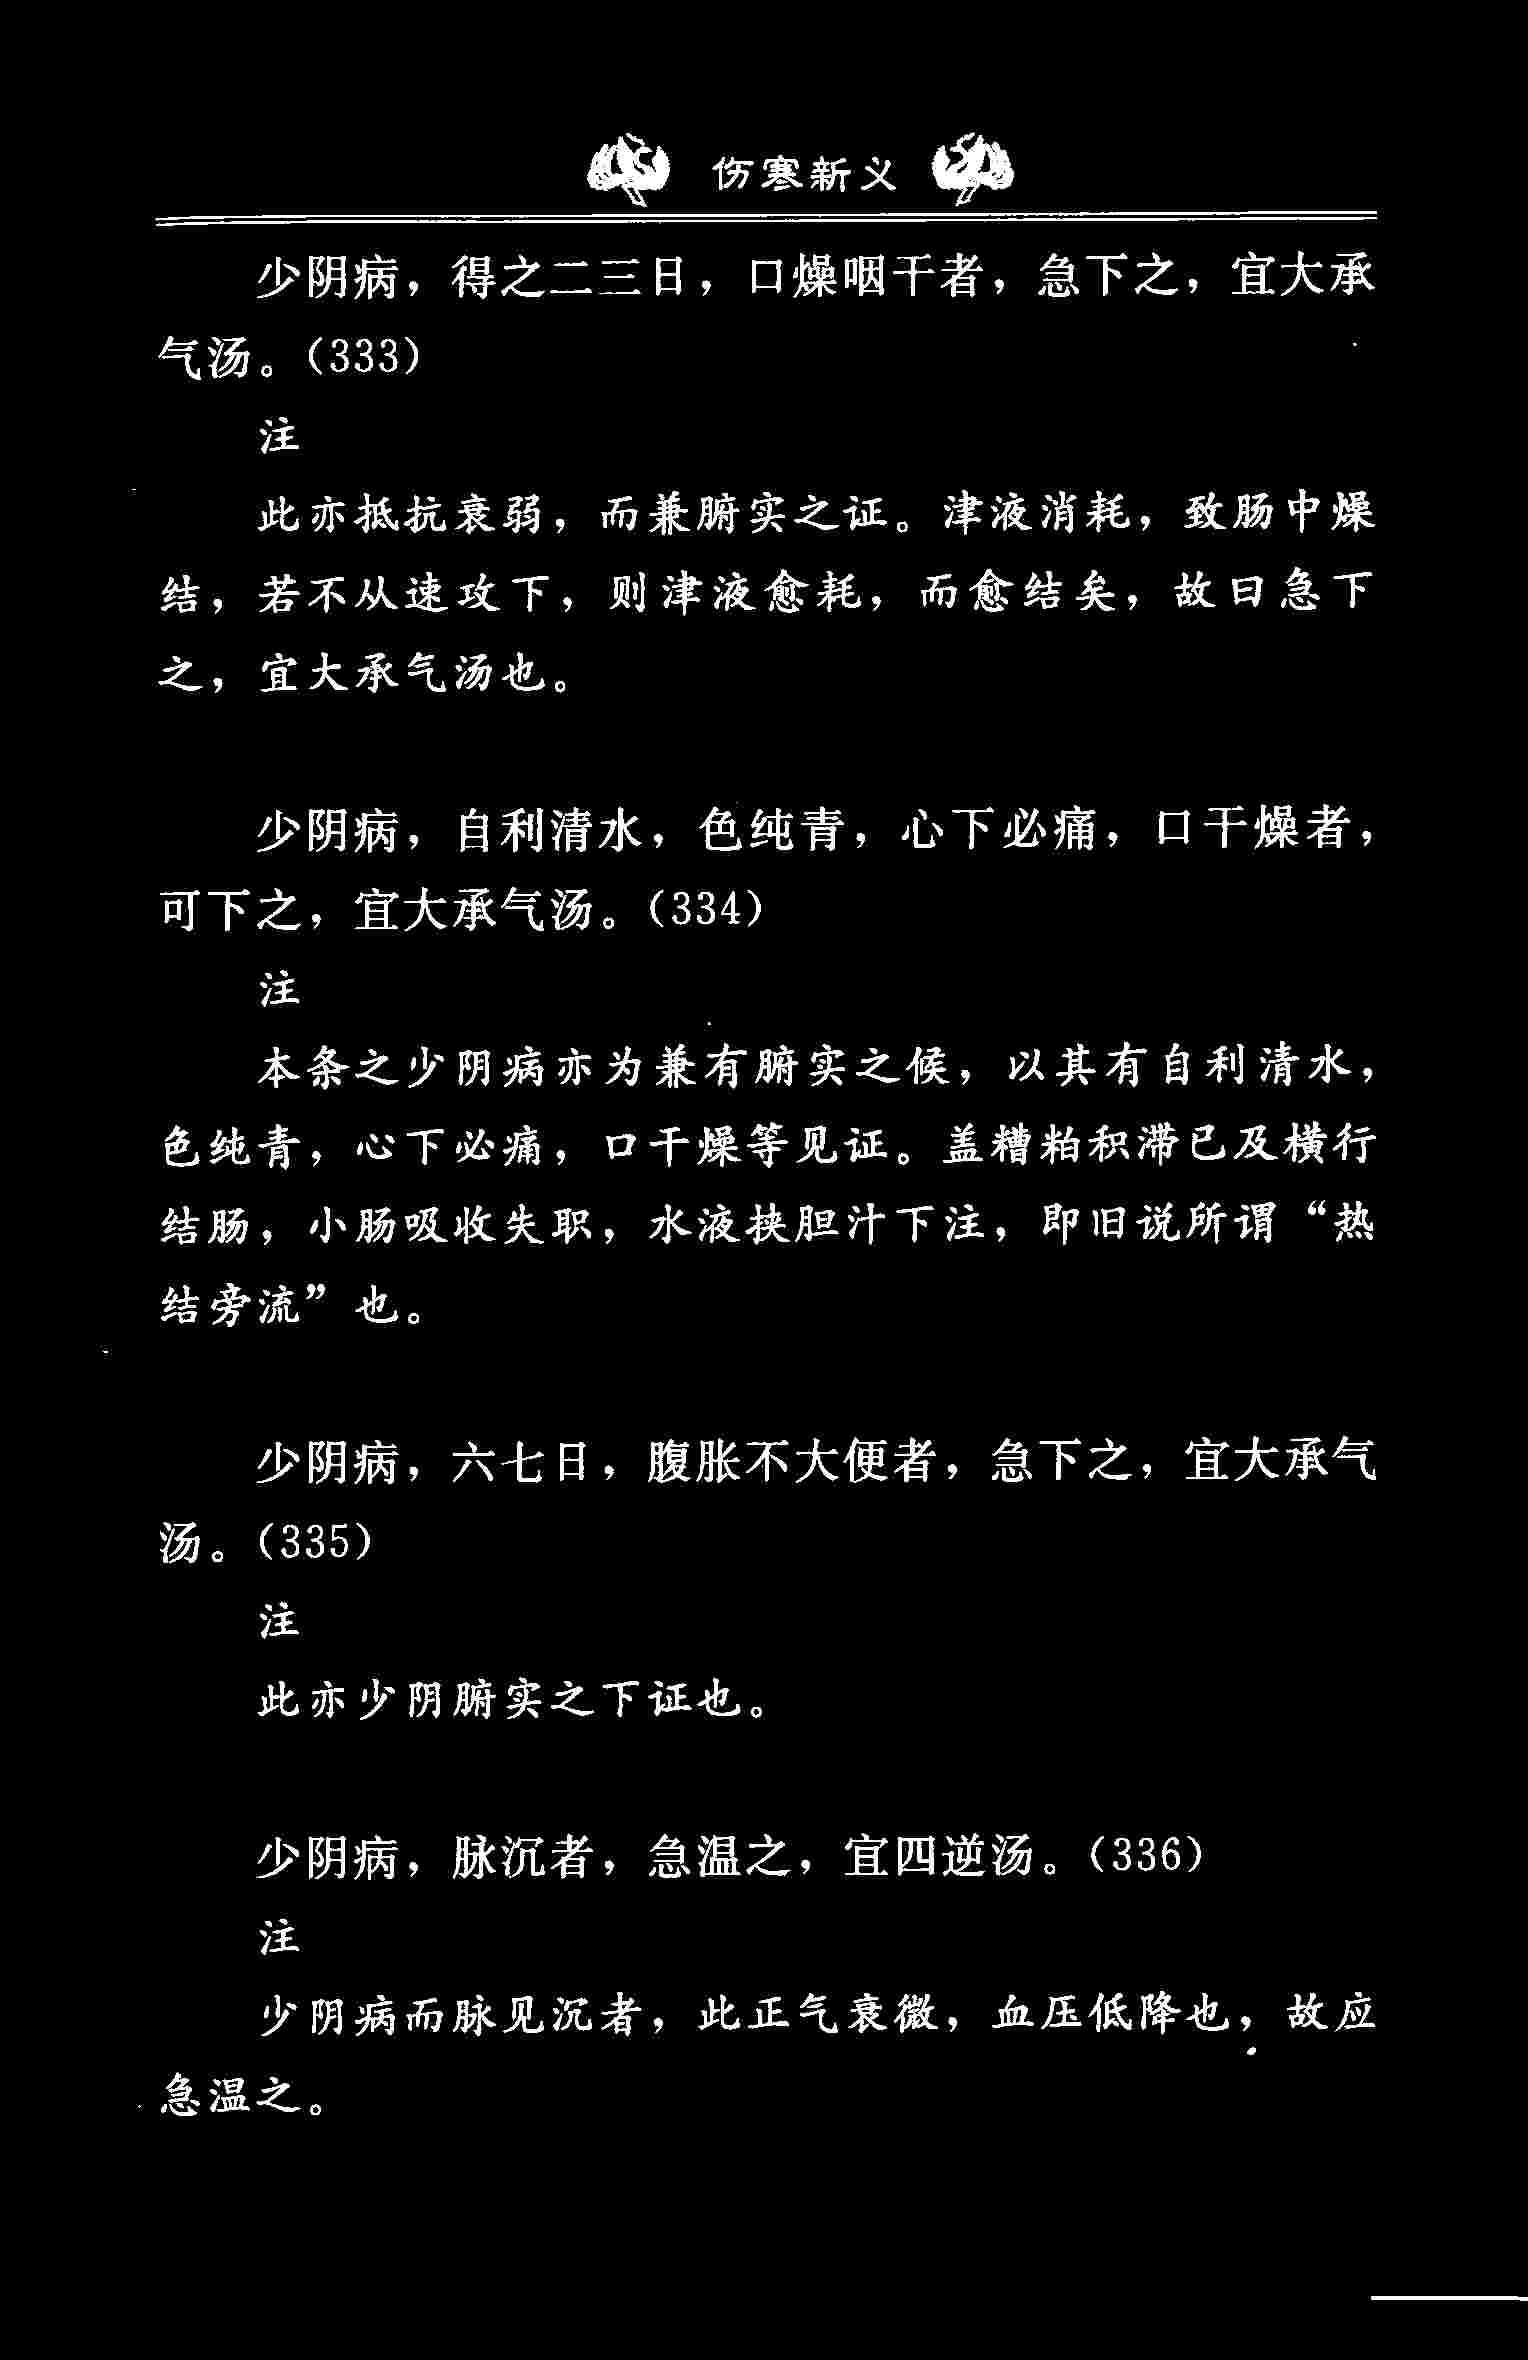 伤寒新义
少阴病，得之二三日，口燥咽干者，急下之，宜大承
气汤。（333）
注
此亦抵抗衰弱，而兼腑实之证。津液消耗，致肠中燥
结，若不从速攻下，则津液愈耗，而愈结矣，故曰急下
之，宜大承气汤也。
少阴病，自利清水，色纯青，心下必痛，口干燥者，
可下之，宜大承气汤。（334）
注
本条之少阴病亦为兼有腑实之候，以其有自利清水，
色纯青，心下必痛，口干燥等见证。盖糟粕积滞已及横行
结肠，小肠吸收失职，水液挟胆汁下注，即旧说所谓“热
结旁流”也。
少阴病，六七日，腹胀不大便者，急下之，宜大承气
汤。（335）
注
此亦少阴腑实之下证也。
少阴病，脉沉者，急温之，宜四逆汤。（336）
注
少阴病而脉见沉者，此正气衰微，血压低降也，故应
急温之。